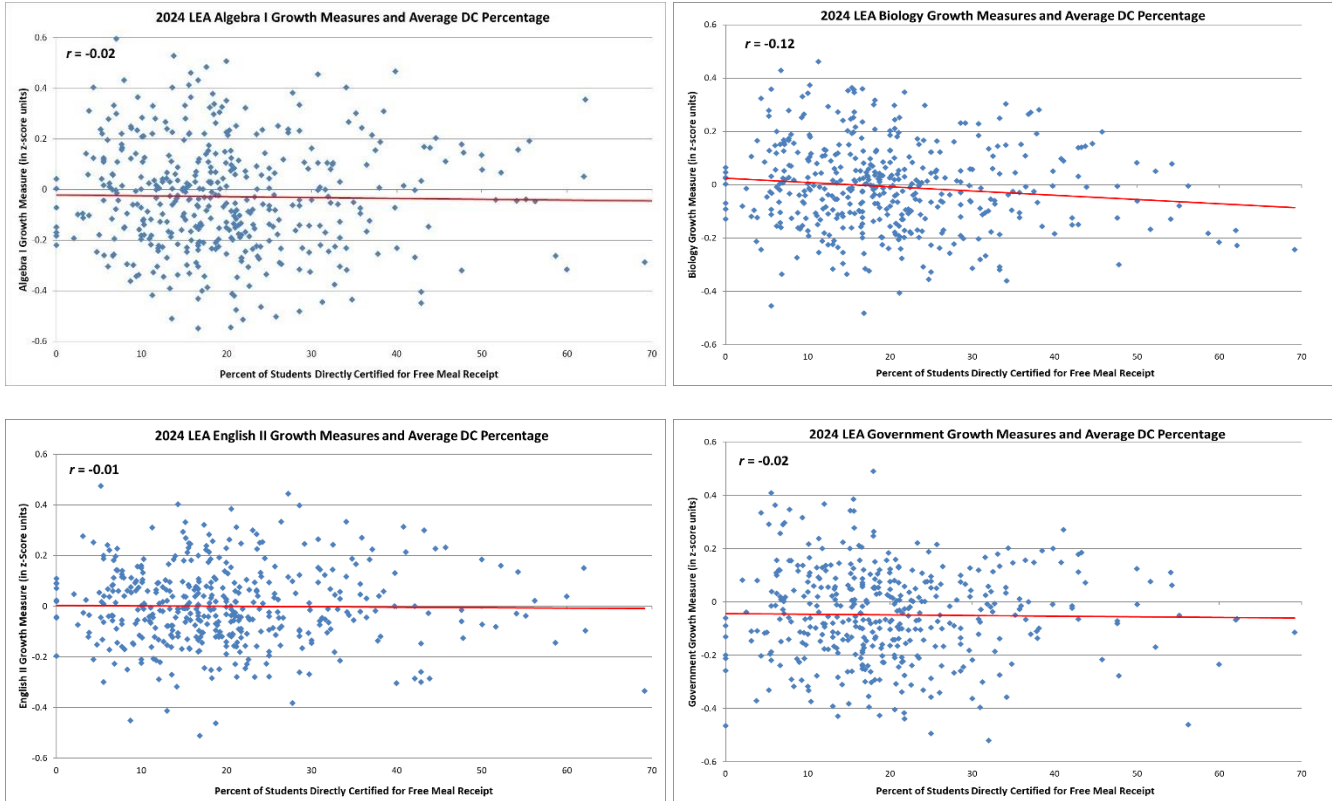 2024 LEA Algebra I Growth Measures and Average DC Percentage
r = -0.02
Algebra I Growth Measure (in z-score units)
0.6
0.4
0.2
0
-0.2
-0.4
-0.6
0 10 20 30 40 50 60 70
Percent of Students Directly Certified for Free Meal Receipt
2024 LEA Biology Growth Measures and Average DC Percentage
r = -0.12
Biology Growth Measure (in z-score units)
0.6
0.4
0.2
0
-0.2
-0.4
-0.6
0 10 20 30 40 50 60 70
Percent of Students Directly Certified for Free Meal Receipt
2024 LEA English II Growth Measures and Average DC Percentage
r = -0.01
English II Growth Measure (in z-Score units)
0.6
0.4
0.2
0
-0.2
-0.4
-0.6
0 10 20 30 40 50 60 70
Percent of Students Directly Certified for Free Meal Receipt
2024 LEA Government Growth Measures and Average DC Percentage
r = -0.02
Government Growth Measure (in z-score units)
0.6
0.4
0.2
0
-0.2
-0.4
-0.6
0 10 20 30 40 50 60 70
Percent of Students Directly Certified for Free Meal Receipt